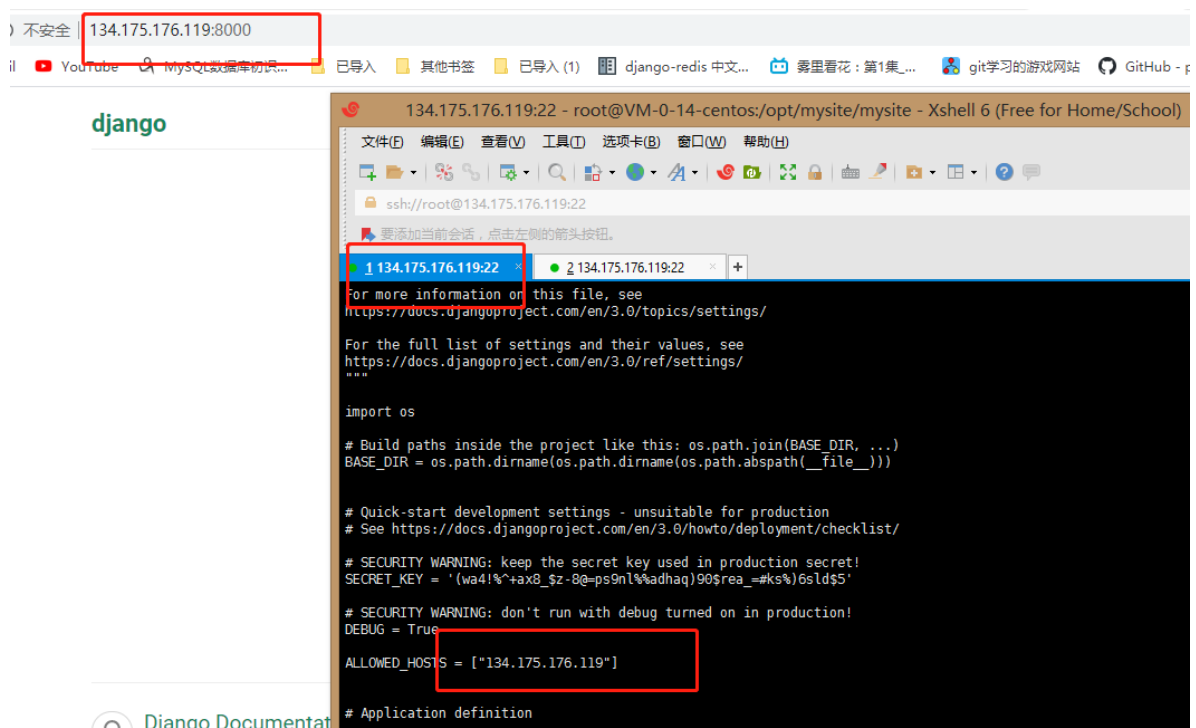 不安全 134.175.176.119:8000
YouTube MySQL数据库初识... 已导入 其他书签 已导入 (1) django-redis 中文... 雾里看花：第1集_... git学习的游戏网站 GitHub - p
django
134.175.176.119:22 - root@VM-0-14-centos:/opt/mysite/mysite - Xshell 6 (Free for Home/School)
文件(F) 编辑(E) 查看(V) 工具(T) 选项卡(B) 窗口(W) 帮助(H)
ssh://root@134.175.176.119:22
要添加当前会话，点击左侧的箭头按钮。
1 134.175.176.119:22 × 2 134.175.176.119:22 × +
For more information on this file, see
https://docs.djangoproject.com/en/3.0/topics/settings/
For the full list of settings and their values, see
https://docs.djangoproject.com/en/3.0/ref/settings/
"""
import os
# Build paths inside the project like this: os.path.join(BASE_DIR, ...)
BASE_DIR = os.path.dirname(os.path.dirname(os.path.abspath(__file__)))
# Quick-start development settings - unsuitable for production
# See https://docs.djangoproject.com/en/3.0/howto/deployment/checklist/
# SECURITY WARNING: keep the secret key used in production secret!
SECRET_KEY = '(wa4!%^+ax8_$z-8@=ps9nl%%adhaq)90$rea_=#ks%)6sld$5'
# SECURITY WARNING: don't run with debug turned on in production!
DEBUG = True
ALLOWED_HOSTS = ["134.175.176.119"]
# Application definition
Django Documentat